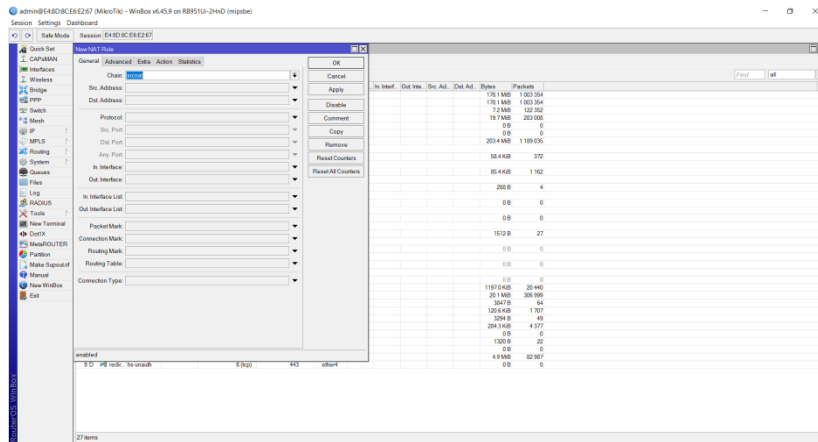 admin@E4:8D:8C:E6:E2:67 (MikroTik) - WinBox v6.45.9 on RB951Ui-2HnD (mipsbe)
Session Settings Dashboard
Safe Mode Session: E4:8D:8C:E6:E2:67
Quick Set
CAPsMAN
Interfaces
Wireless
Bridge
PPP
Switch
Mesh
IP
MPLS
Routing
System
Queues
Files
Log
RADIUS
Tools
New Terminal
Dot1X
MetaROUTER
Partition
Make Supout.rif
Manual
New WinBox
Exit
RouterOS WinBox
New NAT Rule
General Advanced Extra Action Statistics
Chain: srcnat
Src. Address:
Dst. Address:
Protocol:
Src. Port:
Dst. Port:
Any. Port:
In. Interface:
Out. Interface:
In. Interface List:
Out. Interface List:
Packet Mark:
Connection Mark:
Routing Mark:
Routing Table:
Connection Type:
enabled
OK
Cancel
Apply
Disable
Comment
Copy
Remove
Reset Counters
Reset All Counters
Find all
In. Interf.. Out. Inte.. Src. Ad.. Dst. Ad.. Bytes Packets
178.1 MiB 1 003 354
178.1 MiB 1 003 354
7.2 MiB 122 352
19.7 MiB 283 008
0 B 0
0 B 0
203.4 MiB 1 189 035
58.4 KiB 372
85.4 KiB 1 162
208 B 4
0 B 0
0 B 0
1512 B 27
0 B 0
0 B 0
0 B 0
1197.0 KiB 20 440
20.1 MiB 306 999
3847 B 64
120.6 KiB 1 707
3294 B 49
284.3 KiB 4 377
0 B 0
1320 B 22
0 B 0
4.9 MiB 82 987
9 D redir... hs-unauth 6 (tcp) 443 ether4 0 B 0
27 items